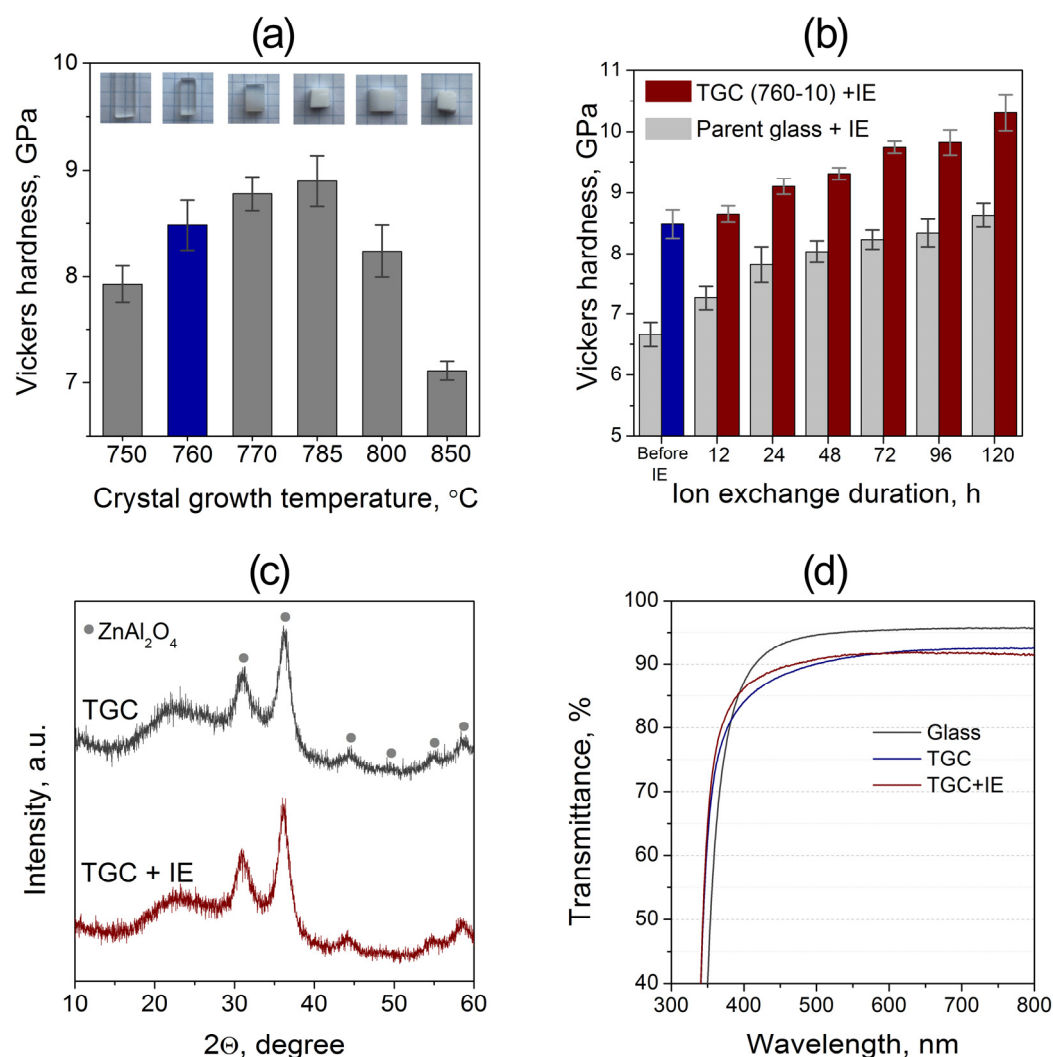 (a)
10
9
8
7
Vickers hardness, GPa
750 760 770 785 800 850
Crystal growth temperature, °C
(b)
11
10
9
8
7
6
5
Vickers hardness, GPa
TGC (760-10) +IE
Parent glass + IE
Before IE 12 24 48 72 96 120
Ion exchange duration, h
(c)
ZnAl₂O₄
TGC
TGC + IE
Intensity, a.u.
10 20 30 40 50 60
2Θ, degree
(d)
100
90
80
70
60
50
40
Transmittance, %
Glass
TGC
TGC+IE
300 400 500 600 700 800
Wavelength, nm